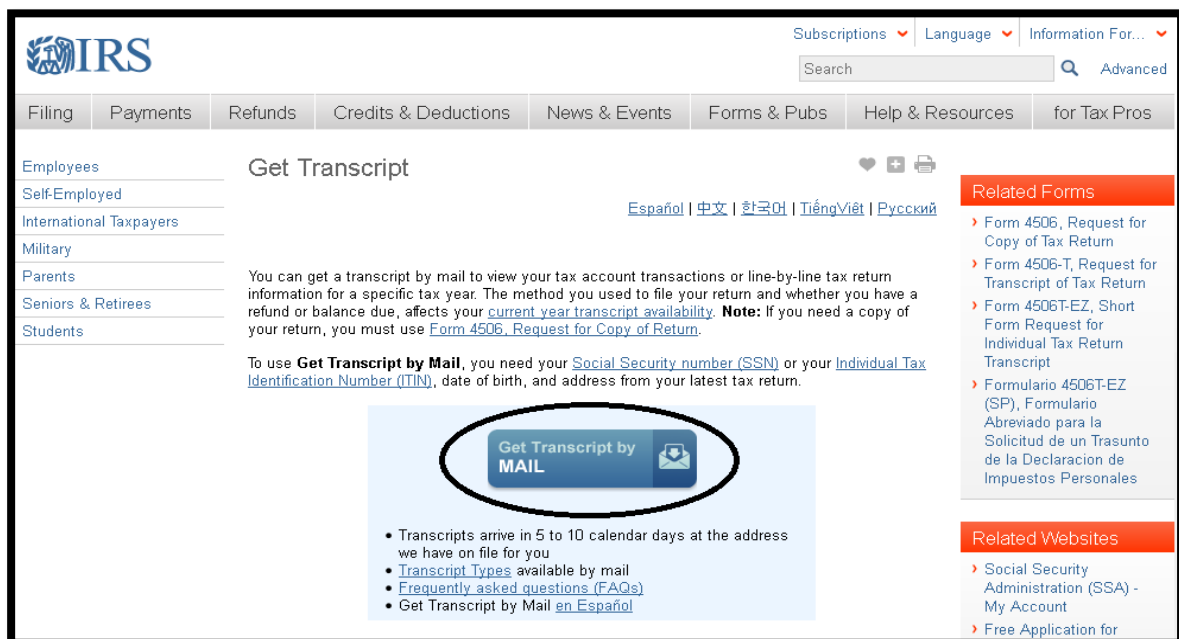 IRS
Subscriptions
Language
Information For...
Search
Advanced
Filing
Payments
Refunds
Credits & Deductions
News & Events
Forms & Pubs
Help & Resources
for Tax Pros
Employees
Self-Employed
International Taxpayers
Military
Parents
Seniors & Retirees
Students
Get Transcript
Español | 中文 | 한국어 | TiếngViệt | Русский
You can get a transcript by mail to view your tax account transactions or line-by-line tax return
information for a specific tax year. The method you used to file your return and whether you have a
refund or balance due, affects your current year transcript availability. Note: If you need a copy of
your return, you must use Form 4506, Request for Copy of Return.
To use Get Transcript by Mail, you need your Social Security number (SSN) or your Individual Tax
Identification Number (ITIN), date of birth, and address from your latest tax return.
Get Transcript by
MAIL
• Transcripts arrive in 5 to 10 calendar days at the address
we have on file for you
• Transcript Types available by mail
• Frequently asked questions (FAQs)
• Get Transcript by Mail en Español
Related Forms
Form 4506, Request for
Copy of Tax Return
Form 4506-T, Request for
Transcript of Tax Return
Form 4506T-EZ, Short
Form Request for
Individual Tax Return
Transcript
Formulario 4506T-EZ
(SP), Formulario
Abreviado para la
Solicitud de un Trasunto
de la Declaracion de
Impuestos Personales
Related Websites
Social Security
Administration (SSA) -
My Account
Free Application for